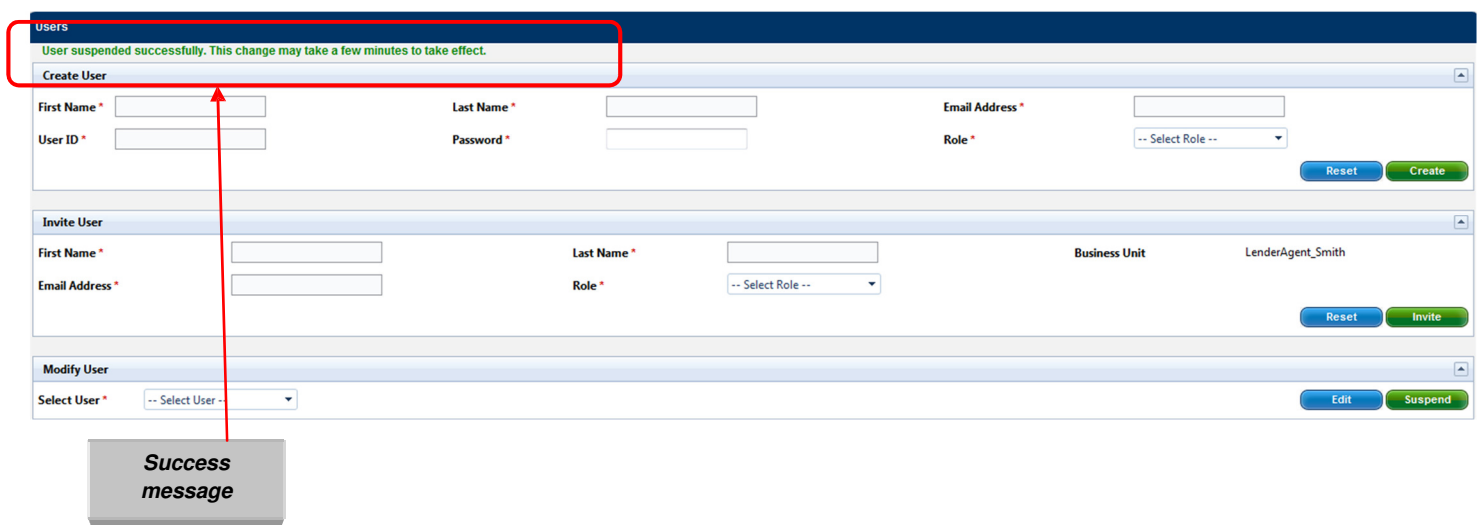 Users
User suspended successfully. This change may take a few minutes to take effect.
Create User
First Name * Last Name * Email Address *
User ID * Password * Role * -- Select Role --
Reset Create
Invite User
First Name * Last Name * Business Unit LenderAgent_Smith
Email Address * Role * -- Select Role --
Reset Invite
Modify User
Select User * -- Select User -- Edit Suspend
Success
message